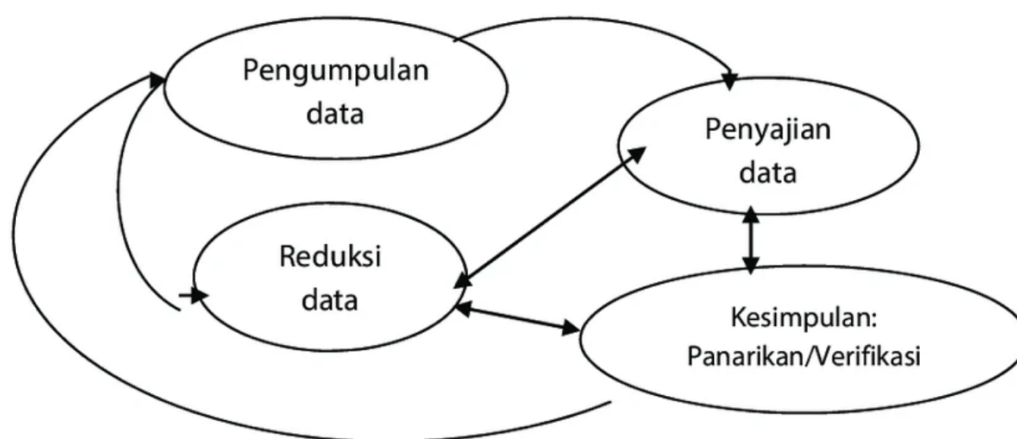 Pengumpulan
data
Penyajian
data
Reduksi
data
Kesimpulan:
Panarikan/Verifikasi